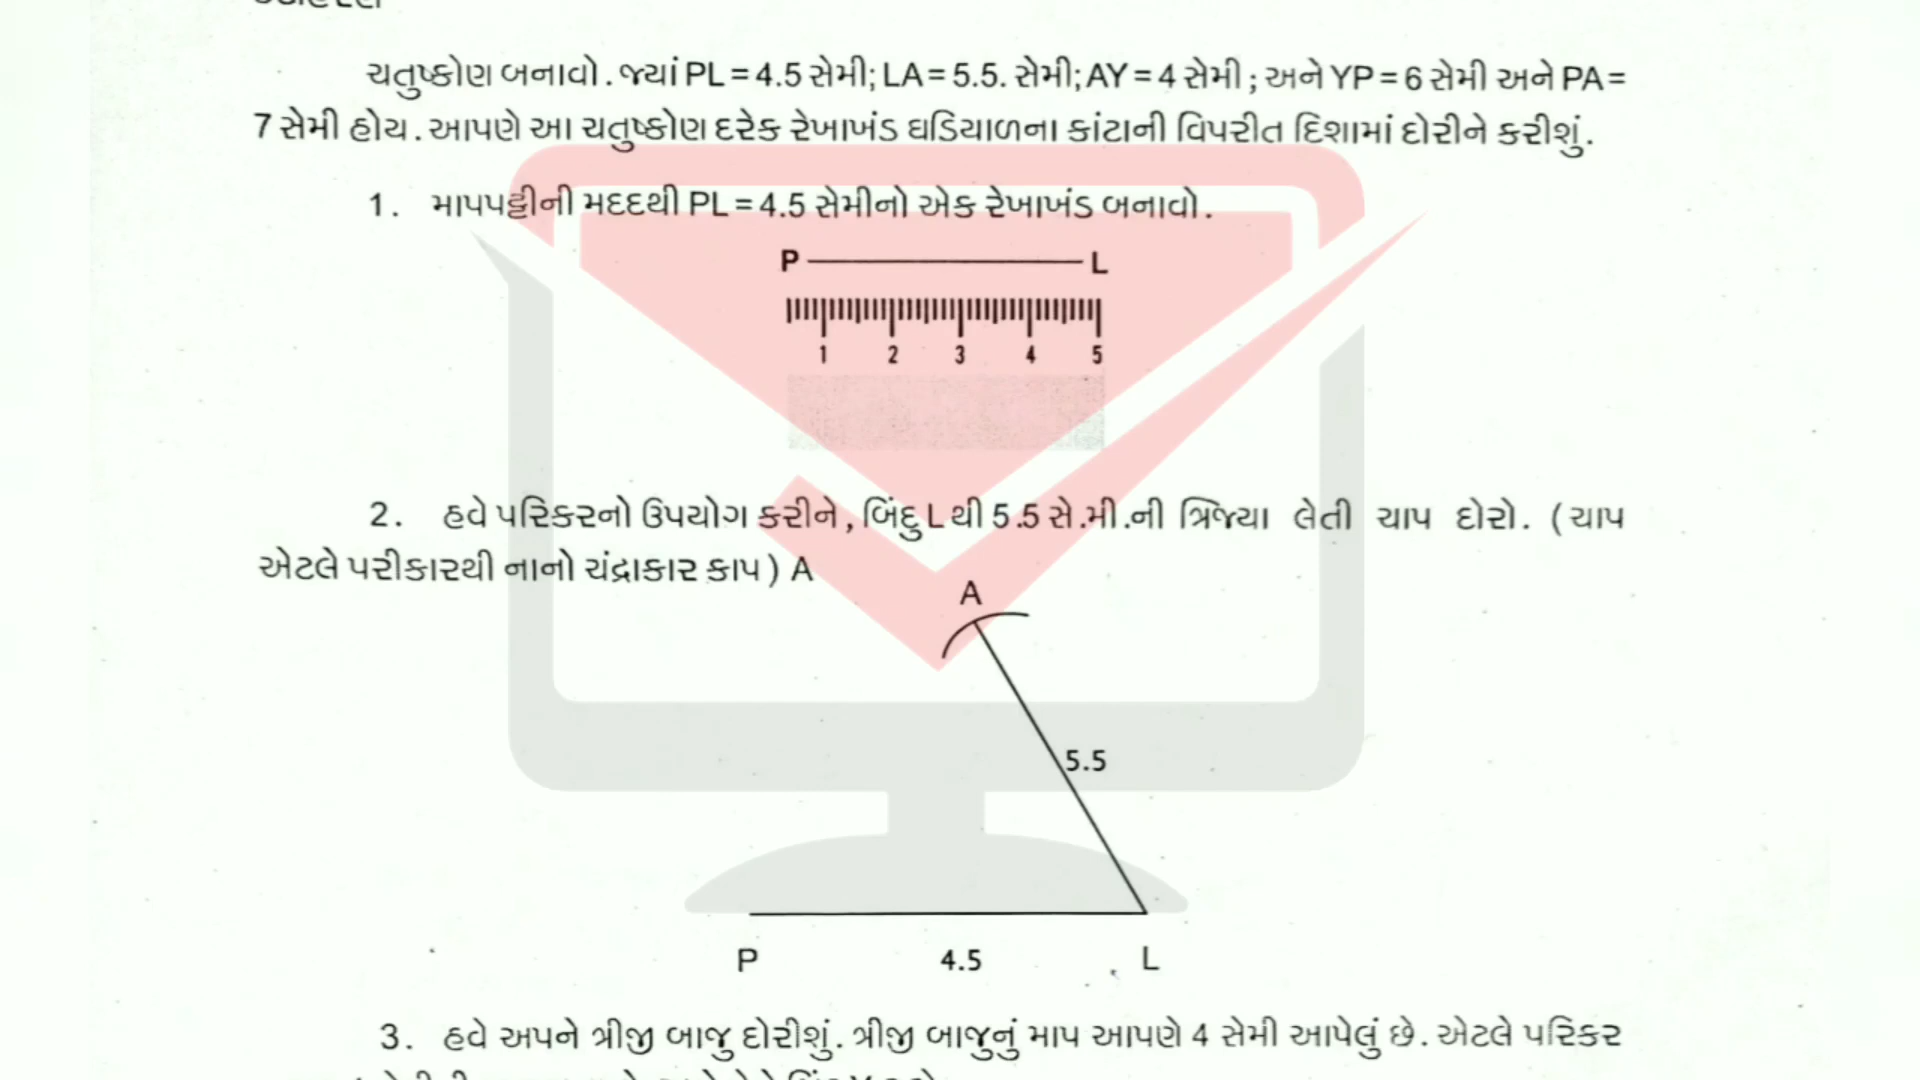 ચતુષ્કોણ બનાવો. જ્યાં PL = 4.5 સેમી; LA = 5.5. સેમી; AY = 4 સેમી ; અને YP = 6 સેમી અને PA =
7 સેમી હોય. આપણે આ ચતુષ્કોણ દરેક રેખાખંડ ઘડિયાળના કાંટાની વિપરીત દિશામાં દોરીને કરીશું.
1. માપપટ્ટીની મદદથી PL = 4.5 સેમીનો એક રેખાખંડ બનાવો.
P L
1 2 3 4 5
2. હવે પરિકરનો ઉપયોગ કરીને, બિંદુ L થી 5.5 સે.મી.ની ત્રિજ્યા લેતી ચાપ દોરો. (ચાપ
એટલે પરીકારથી નાનો ચંદ્રાકાર કાપ) A
A
5.5
P 4.5 L
3. હવે અપને ત્રીજી બાજુ દોરીશું. ત્રીજી બાજુનું માપ આપણે 4 સેમી આપેલું છે. એટલે પરિકર